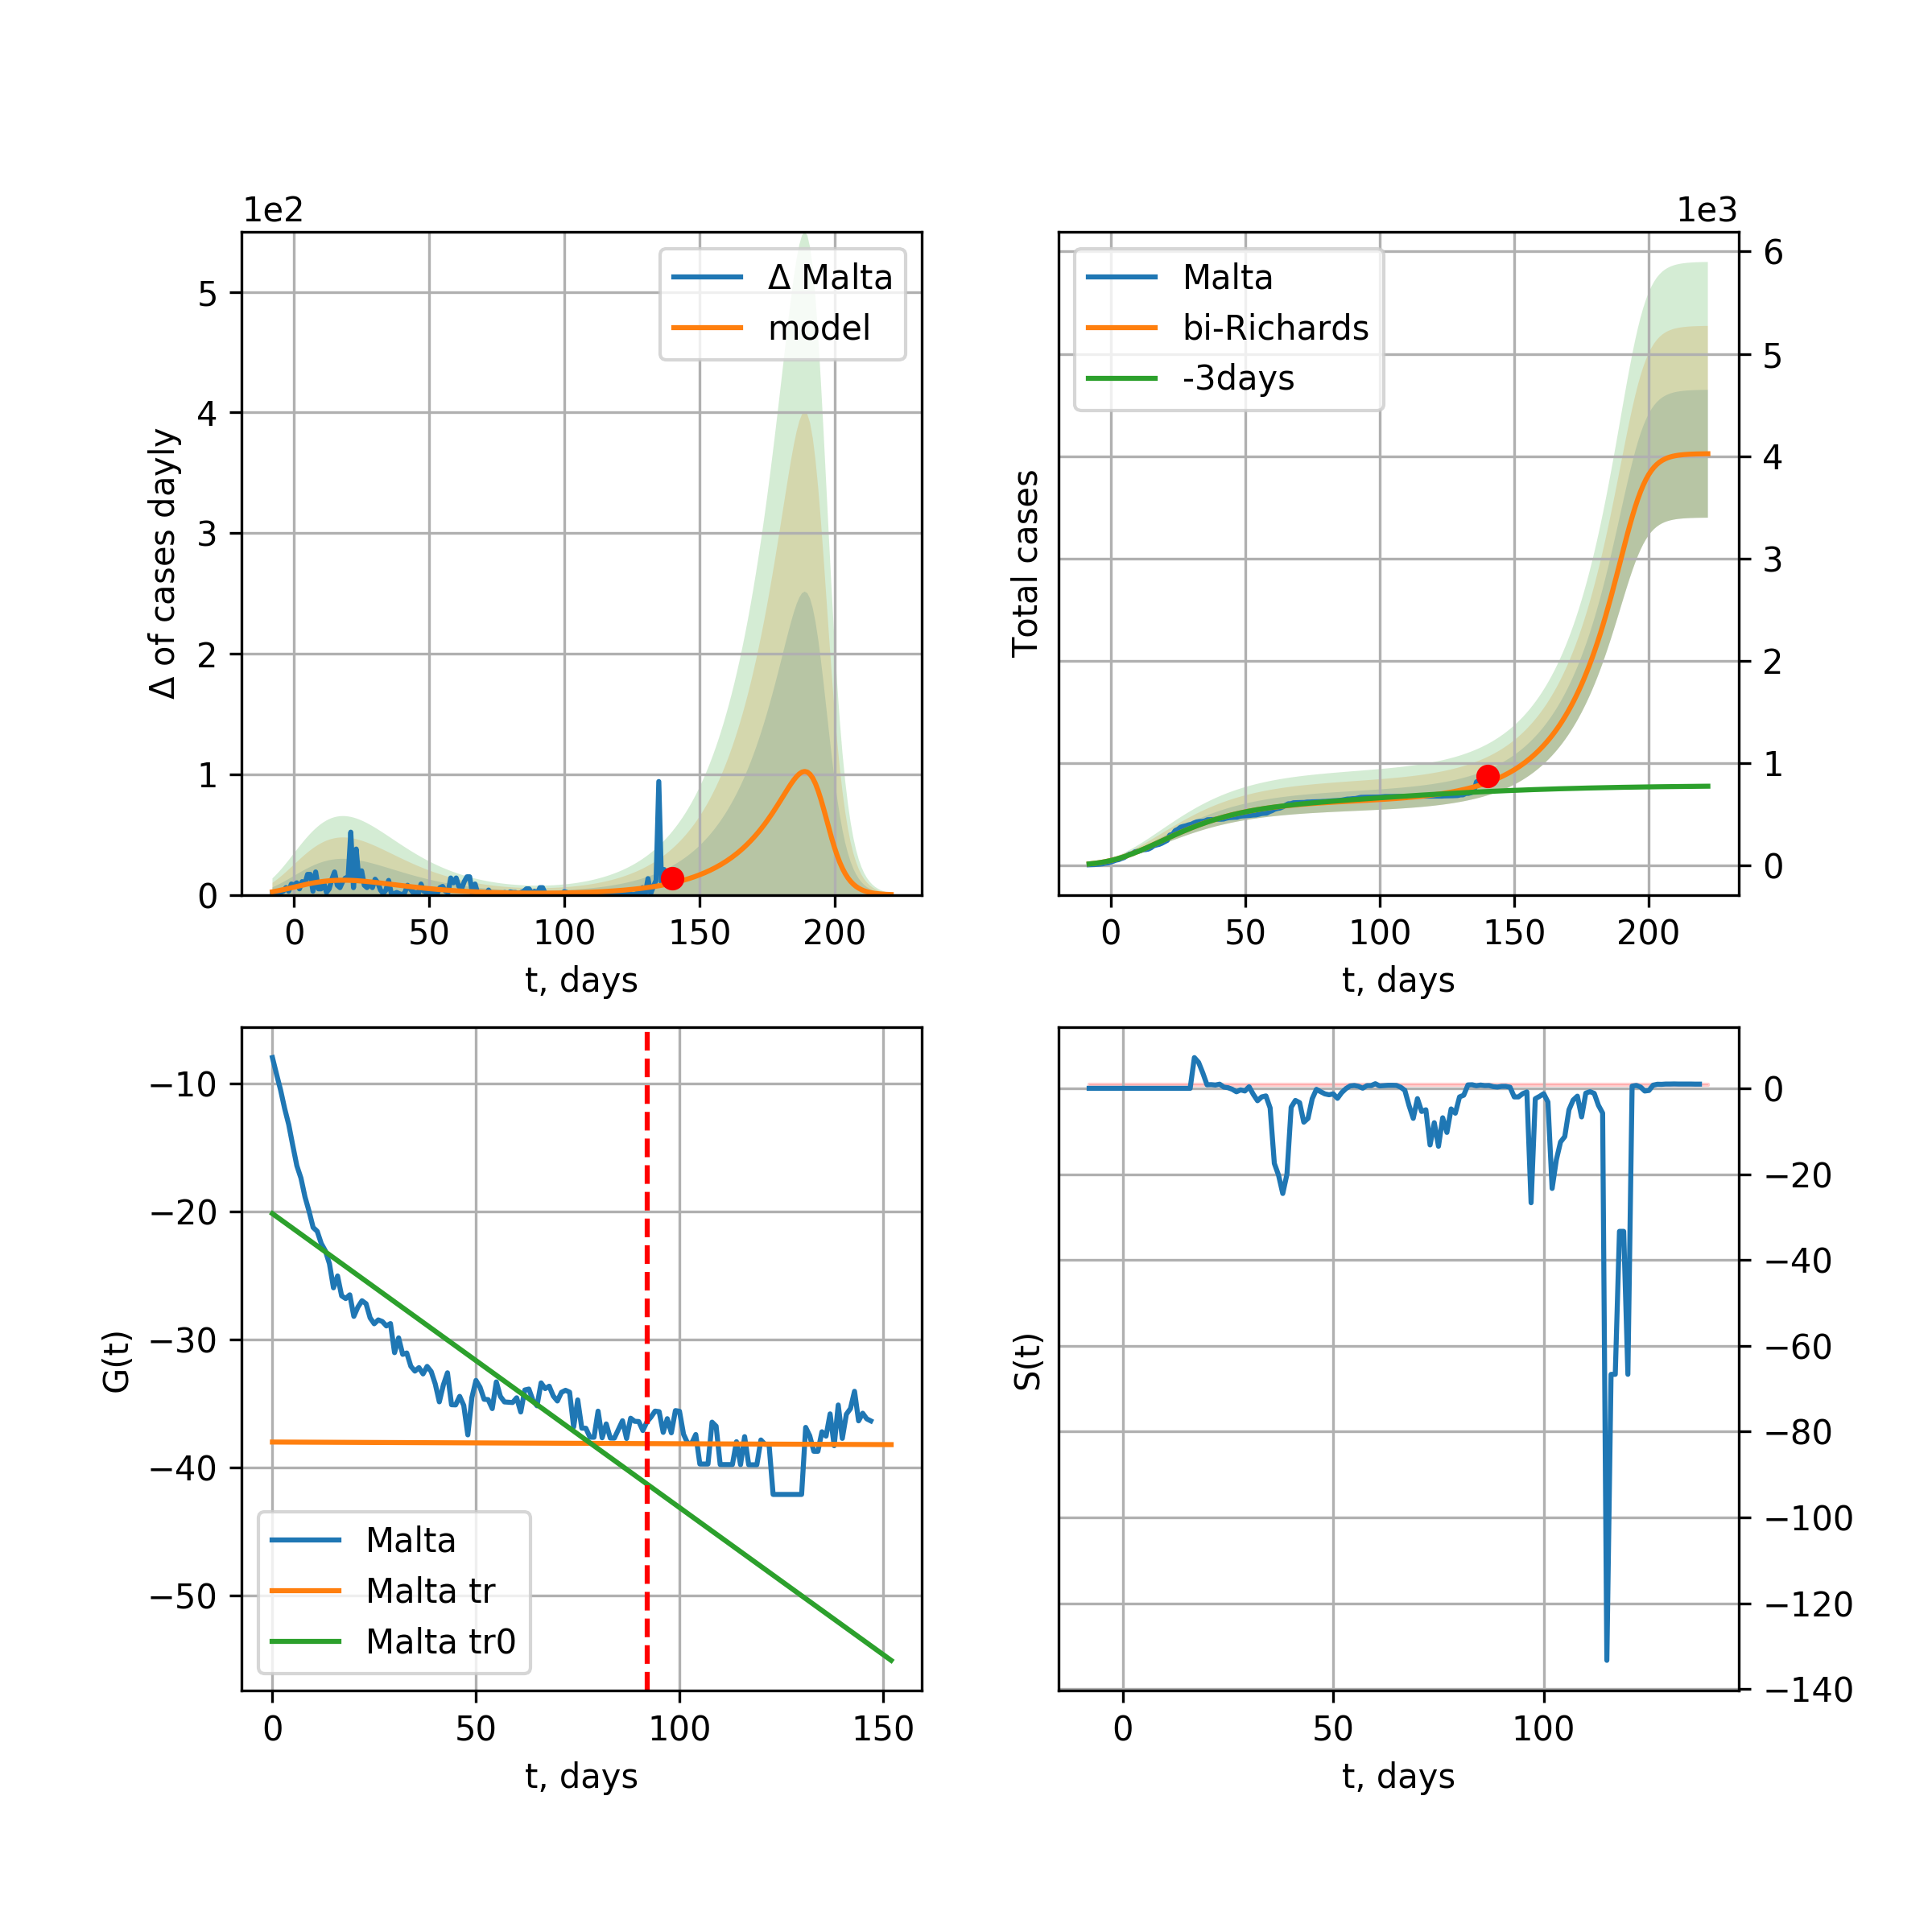 1e2
Δ Malta
model
5
4
3
2
1
0
Δ of cases dayly
0 50 100 150 200
t, days
1e3
Malta
bi-Richards
-3days
6
5
4
3
2
1
0
Total cases
0 50 100 150 200
t, days
−10
−20
−30
−40
−50
G(t)
Malta
Malta tr
Malta tr0
0 50 100 150
t, days
0
−20
−40
−60
−80
−100
−120
−140
S(t)
0 50 100
t, days